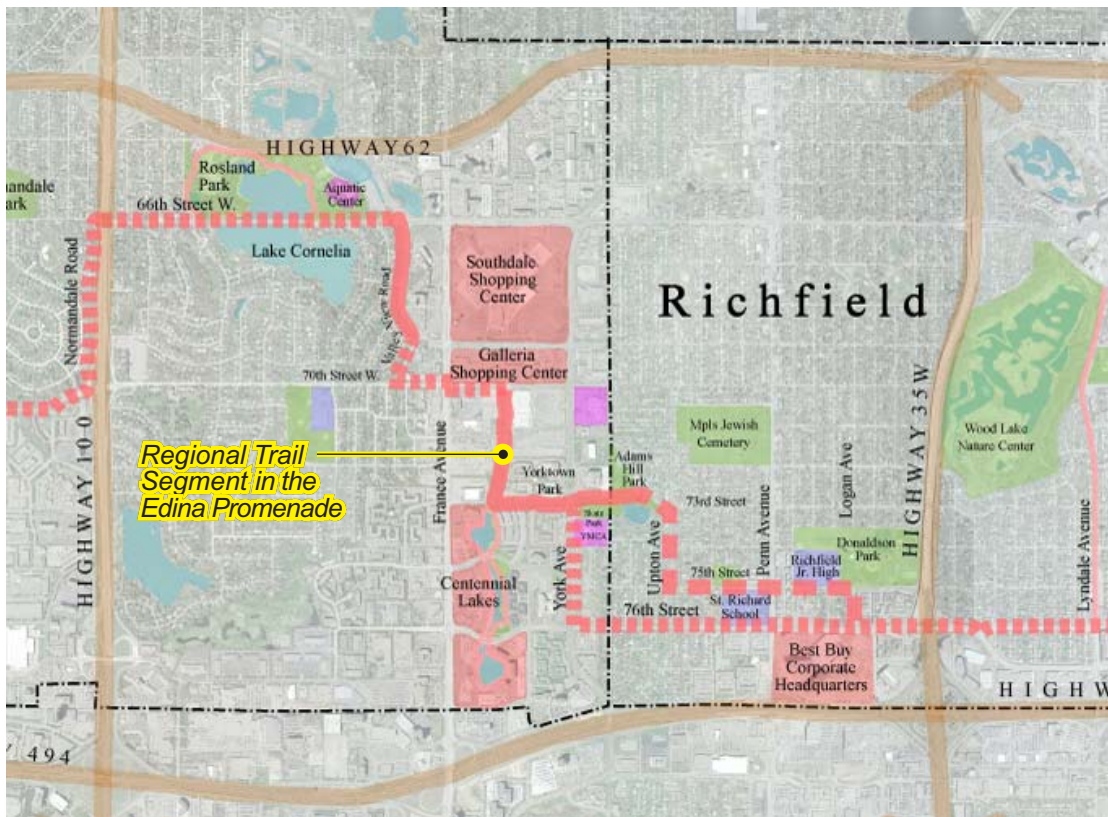 HIGHWAY 62
Rosland
Park
Aquatic
Center
mandale
ark
66th Street W.
Normandale Road
Lake Cornelia
Valley View Road
Southdale
Shopping
Center
Richfield
Galleria
Shopping Center
70th Street W.
HIGHWAY 100
Regional Trail
Segment in the
Edina Promenade
France Avenue
Yorktown
Park
Adams
Hill
Park
Mpls Jewish
Cemetery
Wood Lake
Nature Center
HIGHWAY 35W
Logan Ave
73rd Street
Penn Avenue
Park
YMCA
Upton Ave
York Ave
Centennial
Lakes
75th Street
Richfield
Jr. High
Donaldson
Park
Lyndale Avenue
76th Street
St. Richard
School
Best Buy
Corporate
Headquarters
HIGHW
Y 494